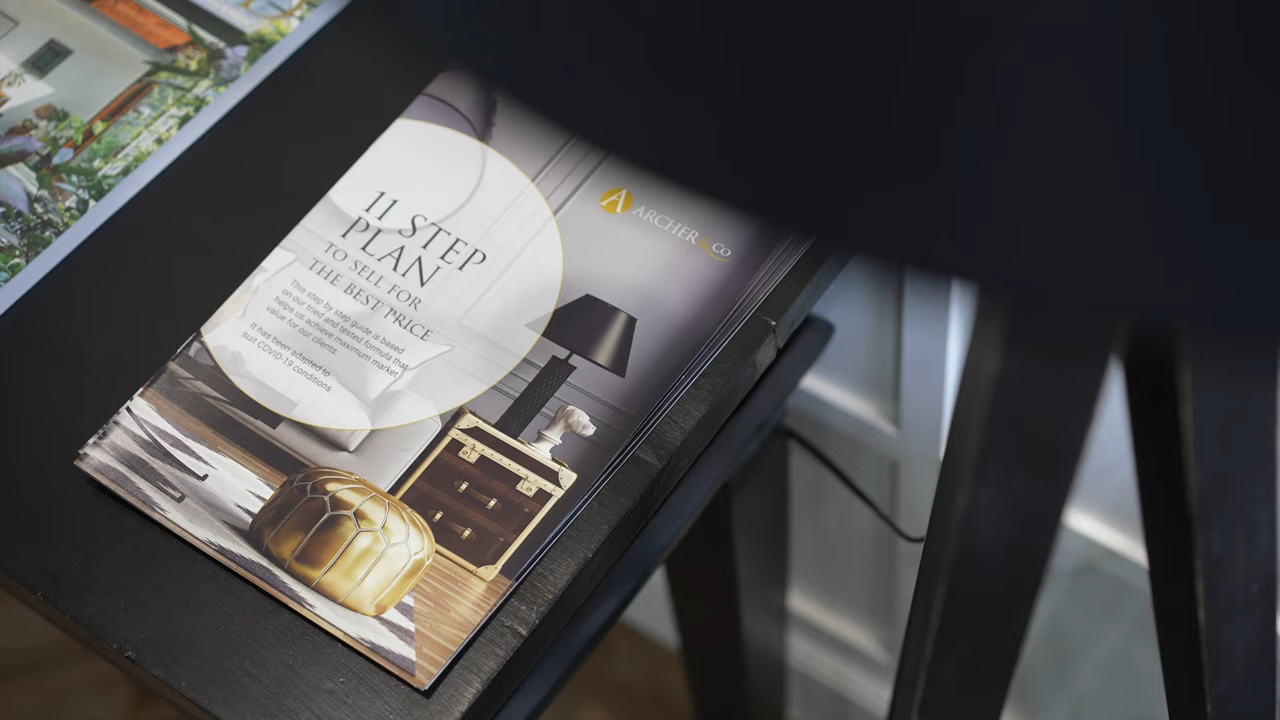 11 STEP
PLAN
TO SELL FOR
THE BEST PRICE
This step by step guide is based
on our tried and tested formula that
helps us achieve maximum market
value for our clients.
It has been adapted to
suit COVID-19 conditions.
A ARCHER & CO